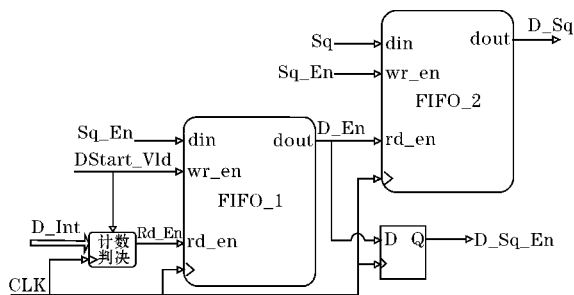 Sq
din
dout
D_Sq
Sq_En
wr_en
FIFO_2
rd_en
Sq_En
din
dout
D_En
DStart_Vld
wr_en
FIFO_1
D_Int
计数
判决
Rd_En
rd_en
CLK
D
Q
D_Sq_En